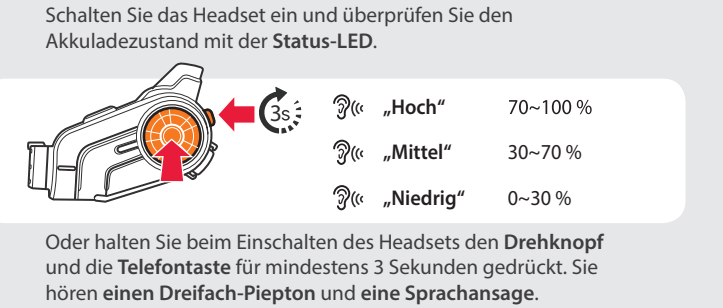 Schalten Sie das Headset ein und überprüfen Sie den
Akkuladezustand mit der Status-LED.
3s
„Hoch“ 70~100 %
„Mittel“ 30~70 %
„Niedrig“ 0~30 %
Oder halten Sie beim Einschalten des Headsets den Drehknopf
und die Telefontaste für mindestens 3 Sekunden gedrückt. Sie
hören einen Dreifach-Piepton und eine Sprachansage.